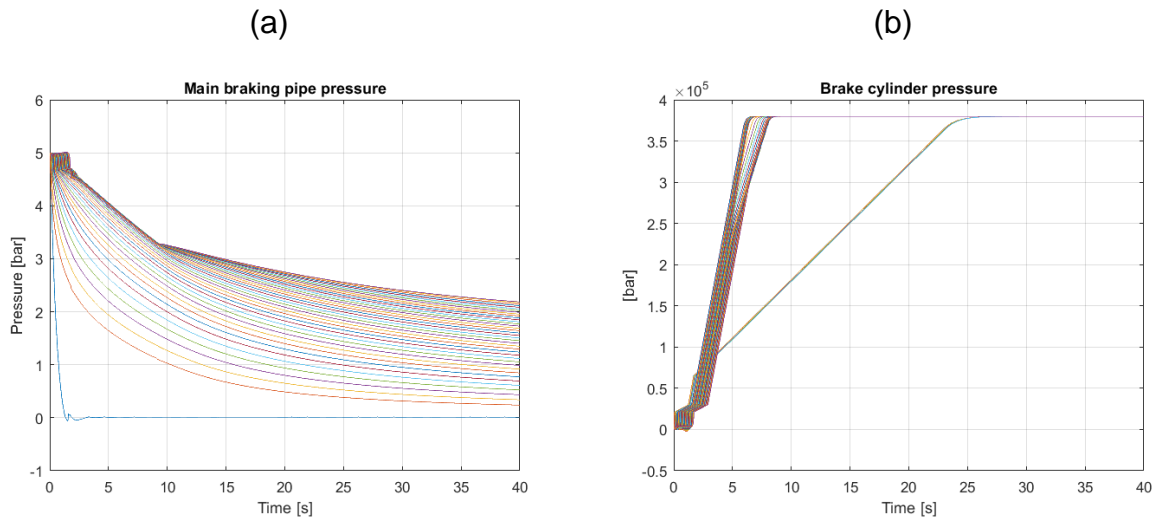 (a)
Main braking pipe pressure
6
5
4
3
2
1
0
-1
Pressure [bar]
0 5 10 15 20 25 30 35 40
Time [s]
(b)
×10⁵
Brake cylinder pressure
4
3.5
3
2.5
2
1.5
1
0.5
0
-0.5
[bar]
0 5 10 15 20 25 30 35 40
Time [s]